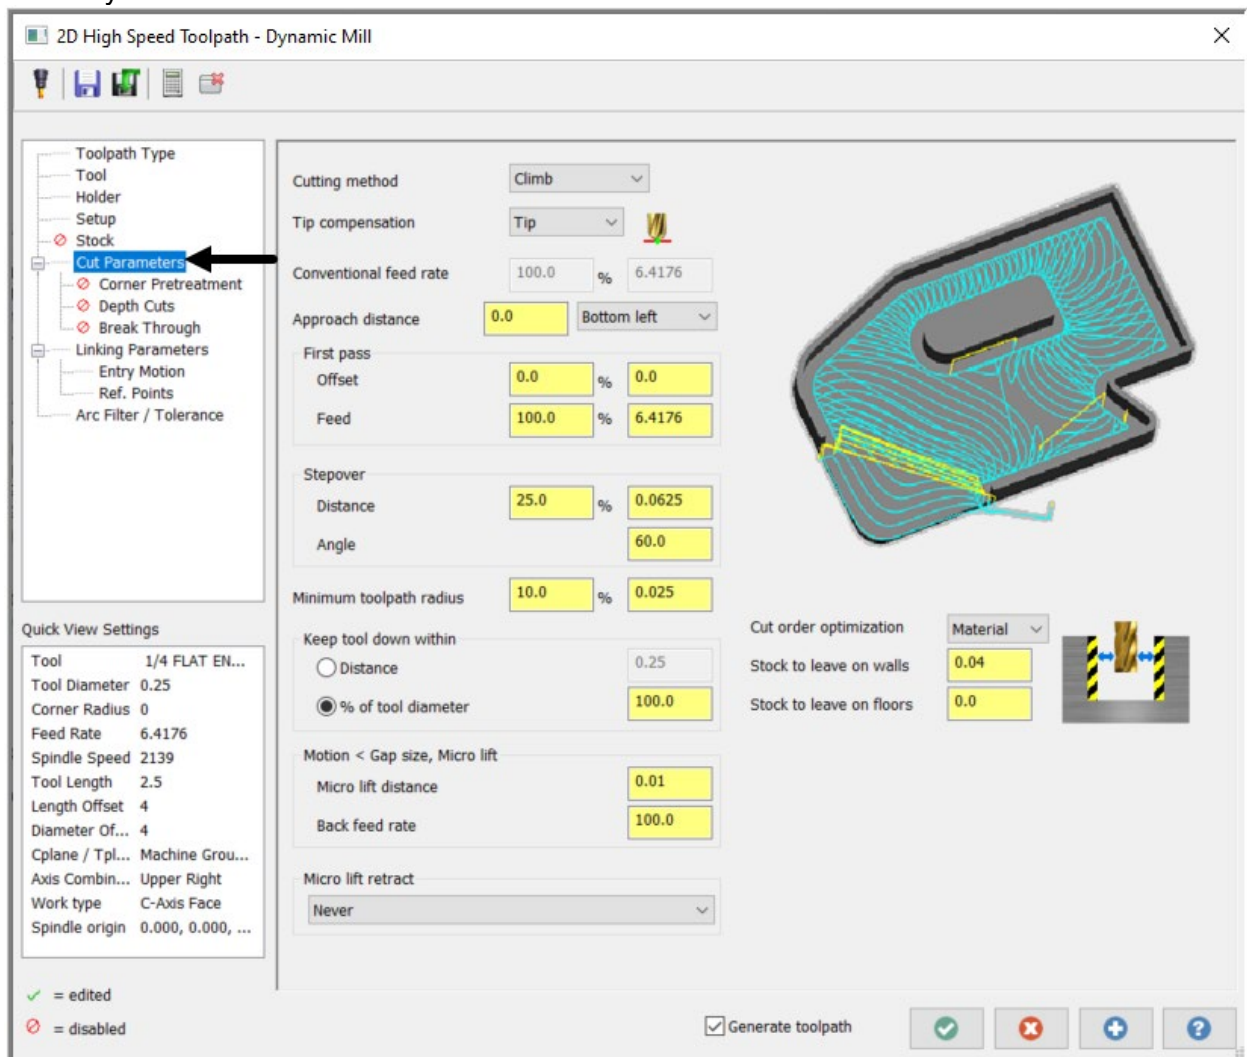 2D High Speed Toolpath - Dynamic Mill
Toolpath Type
Tool
Holder
Setup
Stock
Cut Parameters
Corner Pretreatment
Depth Cuts
Break Through
Linking Parameters
Entry Motion
Ref. Points
Arc Filter / Tolerance
Quick View Settings
Tool 1/4 FLAT EN...
Tool Diameter 0.25
Corner Radius 0
Feed Rate 6.4176
Spindle Speed 2139
Tool Length 2.5
Length Offset 4
Diameter Of... 4
Cplane / Tpl... Machine Grou...
Axis Combin... Upper Right
Work type C-Axis Face
Spindle origin 0.000, 0.000, ...
= edited
= disabled
Cutting method Climb
Tip compensation Tip
Conventional feed rate 100.0 % 6.4176
Approach distance 0.0 Bottom left
First pass
Offset 0.0 % 0.0
Feed 100.0 % 6.4176
Stepover
Distance 25.0 % 0.0625
Angle 60.0
Minimum toolpath radius 10.0 % 0.025
Keep tool down within
Distance 0.25
% of tool diameter 100.0
Motion < Gap size, Micro lift
Micro lift distance 0.01
Back feed rate 100.0
Micro lift retract
Never
Cut order optimization Material
Stock to leave on walls 0.04
Stock to leave on floors 0.0
Generate toolpath